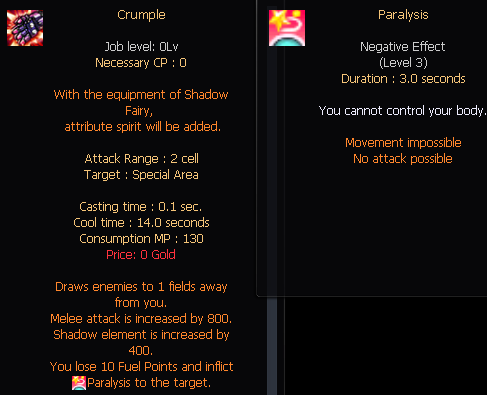 Crumple
Job level: 0Lv
Necessary CP : 0
With the equipment of Shadow
Fairy,
attribute spirit will be added.
Attack Range : 2 cell
Target : Special Area
Casting time : 0.1 sec.
Cool time : 14.0 seconds
Consumption MP : 130
Price: 0 Gold
Draws enemies to 1 fields away
from you.
Melee attack is increased by 800.
Shadow element is increased by
400.
You lose 10 Fuel Points and inflict
Paralysis to the target.
Paralysis
Negative Effect
(Level 3)
Duration : 3.0 seconds
You cannot control your body.
Movement impossible
No attack possible